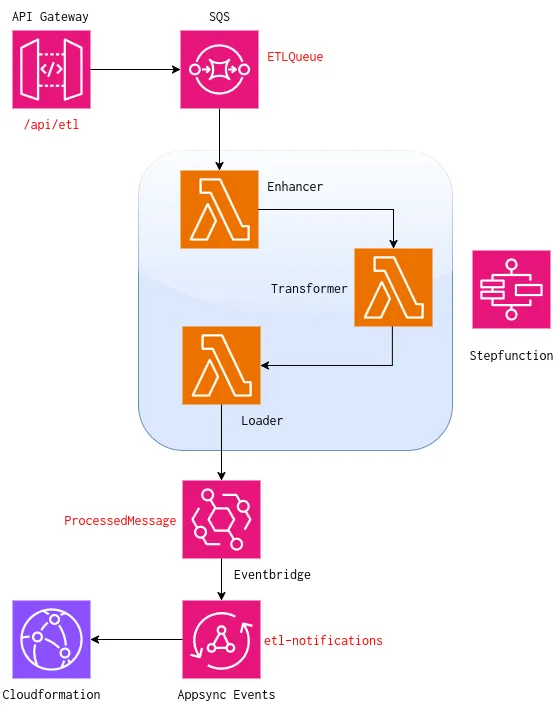 API Gateway
SQS
ETLQueue
/api/etl
Enhancer
Transformer
Stepfunction
Loader
ProcessedMessage
Eventbridge
etl-notifications
Cloudformation
Appsync Events